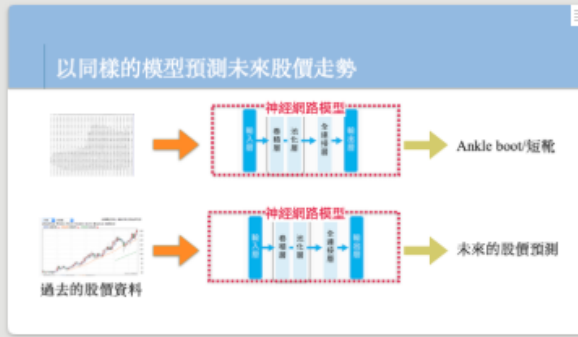 以同樣的模型預測未來股價走勢
神經網路模型
輸入層
卷積層
池化層
全連接層
輸出層
Ankle boot/短靴
神經網路模型
輸入層
卷積層
池化層
全連接層
輸出層
未來的股價預測
過去的股價資料